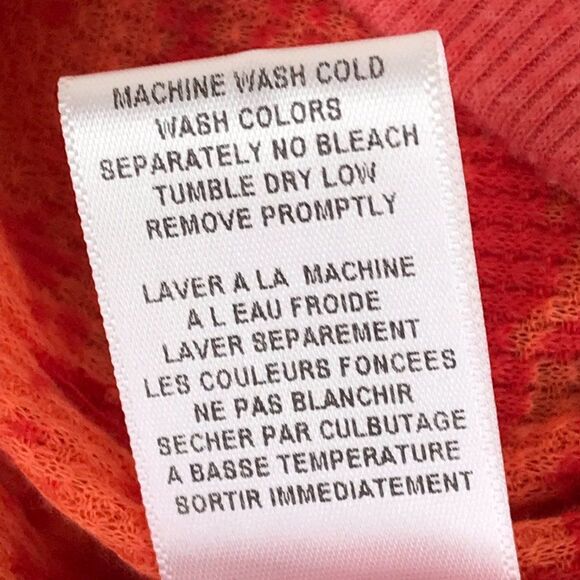 MACHINE WASH COLD
WASH COLORS
SEPARATELY NO BLEACH
TUMBLE DRY LOW
REMOVE PROMPTLY
LAVER A LA MACHINE
A L EAU FROIDE
LAVER SEPAREMENT
LES COULEURS FONCEES
NE PAS BLANCHIR
SECHER PAR CULBUTAGE
A BASSE TEMPERATURE
SORTIR IMMEDIATEMENT